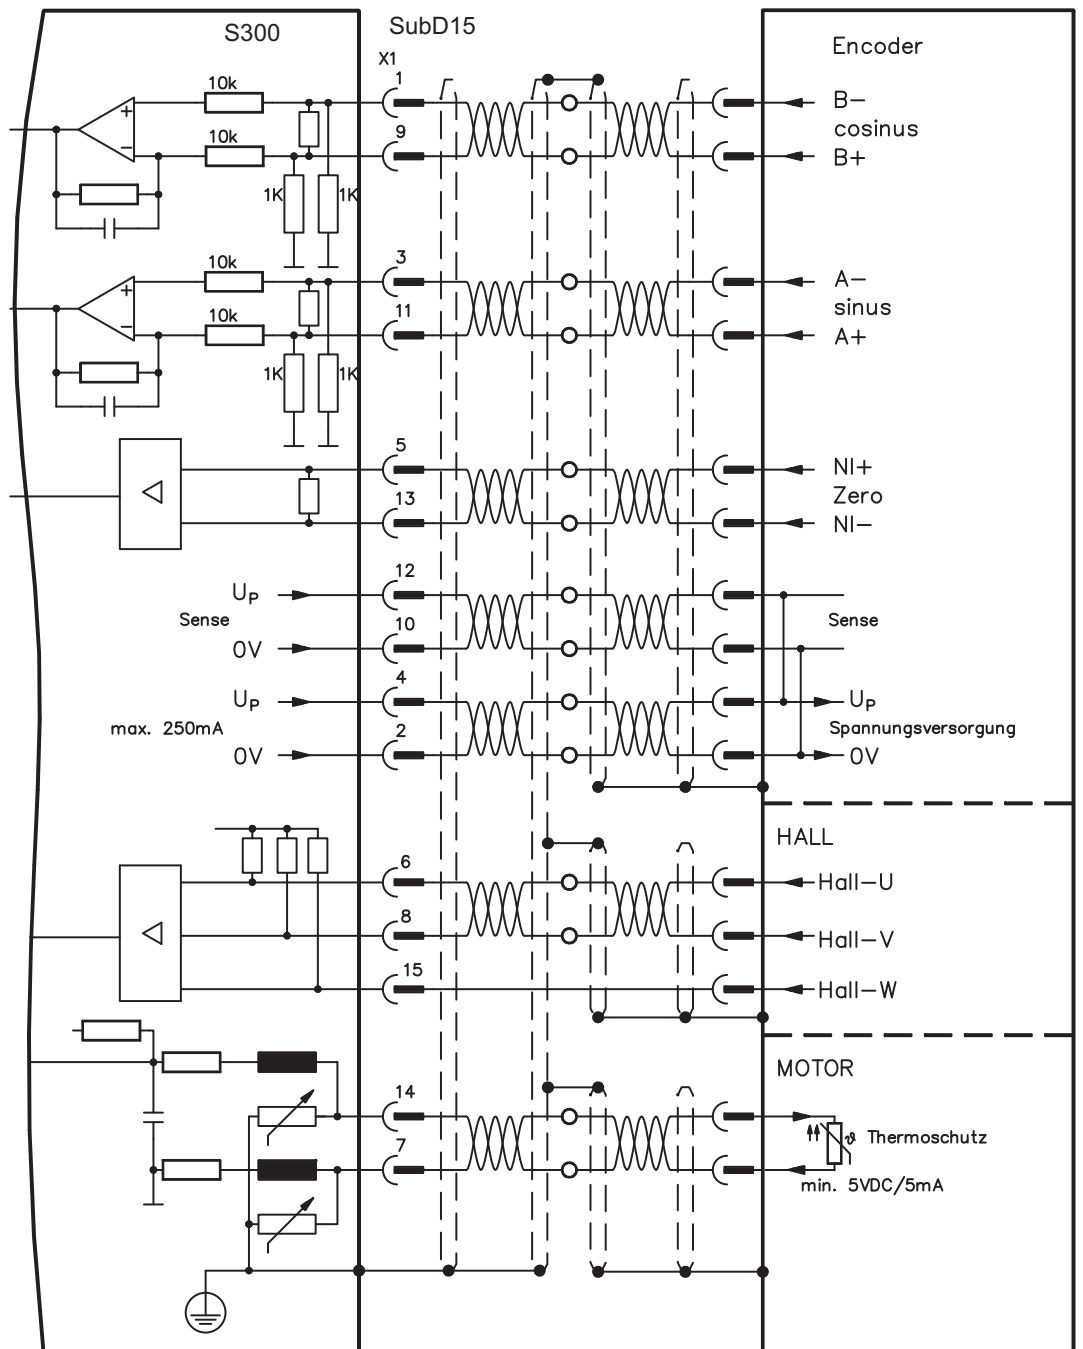 S300
SubD15
Encoder
X1
1
10k
B−
cosinus
9
10k
B+
1K
1K
3
10k
A−
sinus
11
10k
A+
1K
1K
5
NI+
Zero
13
NI−
12
UP
Sense
Sense
10
0V
4
UP
UP
max. 250mA
Spannungsversorgung
2
0V
0V
HALL
6
Hall−U
8
Hall−V
15
Hall−W
MOTOR
14
ϑ Thermoschutz
7
min. 5VDC/5mA